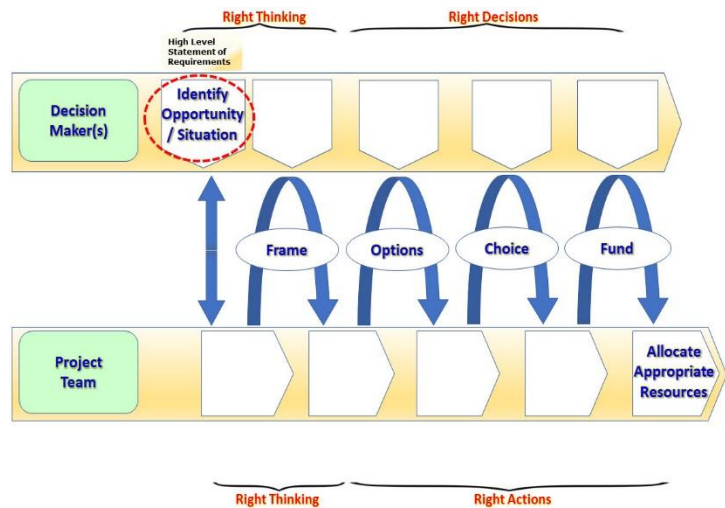 Right Thinking
Right Decisions
High Level
Statement of
Requirements
Decision
Maker(s)
Identify
Opportunity
/ Situation
Frame
Options
Choice
Fund
Project
Team
Allocate
Appropriate
Resources
Right Thinking
Right Actions